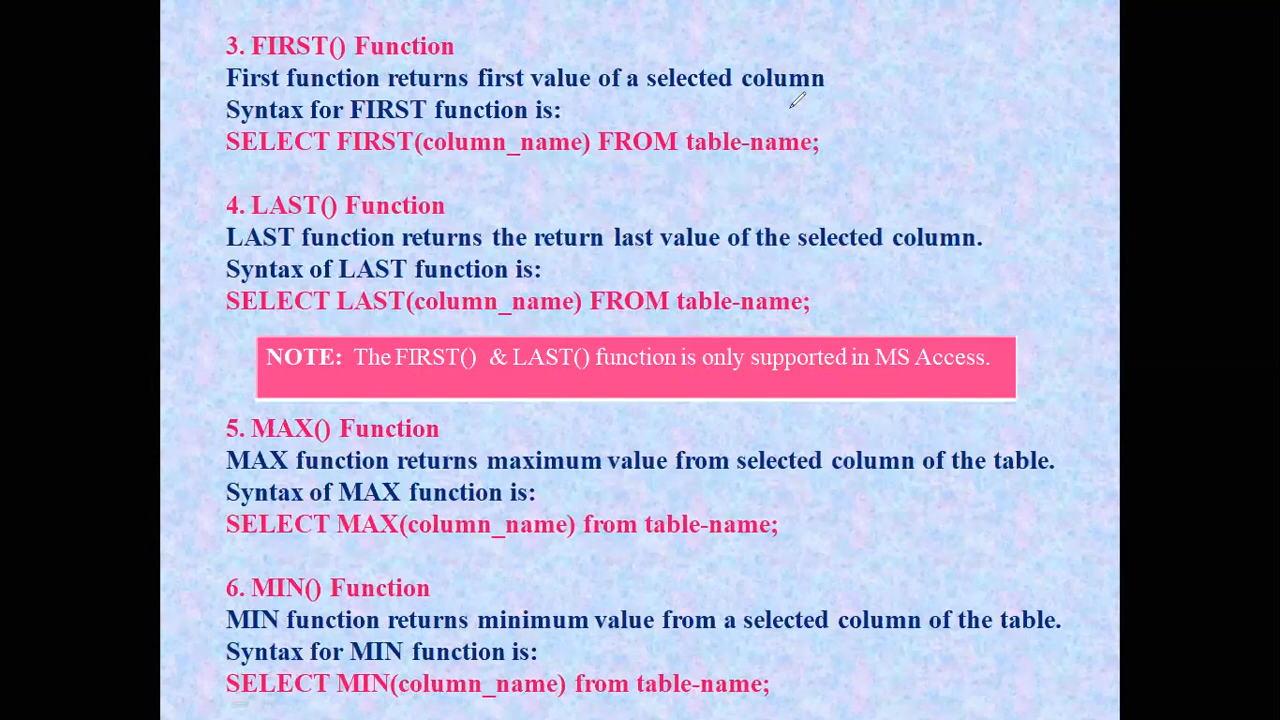 3. FIRST() Function
First function returns first value of a selected column
Syntax for FIRST function is:
SELECT FIRST(column_name) FROM table-name;
4. LAST() Function
LAST function returns the return last value of the selected column.
Syntax of LAST function is:
SELECT LAST(column_name) FROM table-name;
NOTE: The FIRST() & LAST() function is only supported in MS Access.
5. MAX() Function
MAX function returns maximum value from selected column of the table.
Syntax of MAX function is:
SELECT MAX(column_name) from table-name;
6. MIN() Function
MIN function returns minimum value from a selected column of the table.
Syntax for MIN function is:
SELECT MIN(column_name) from table-name;